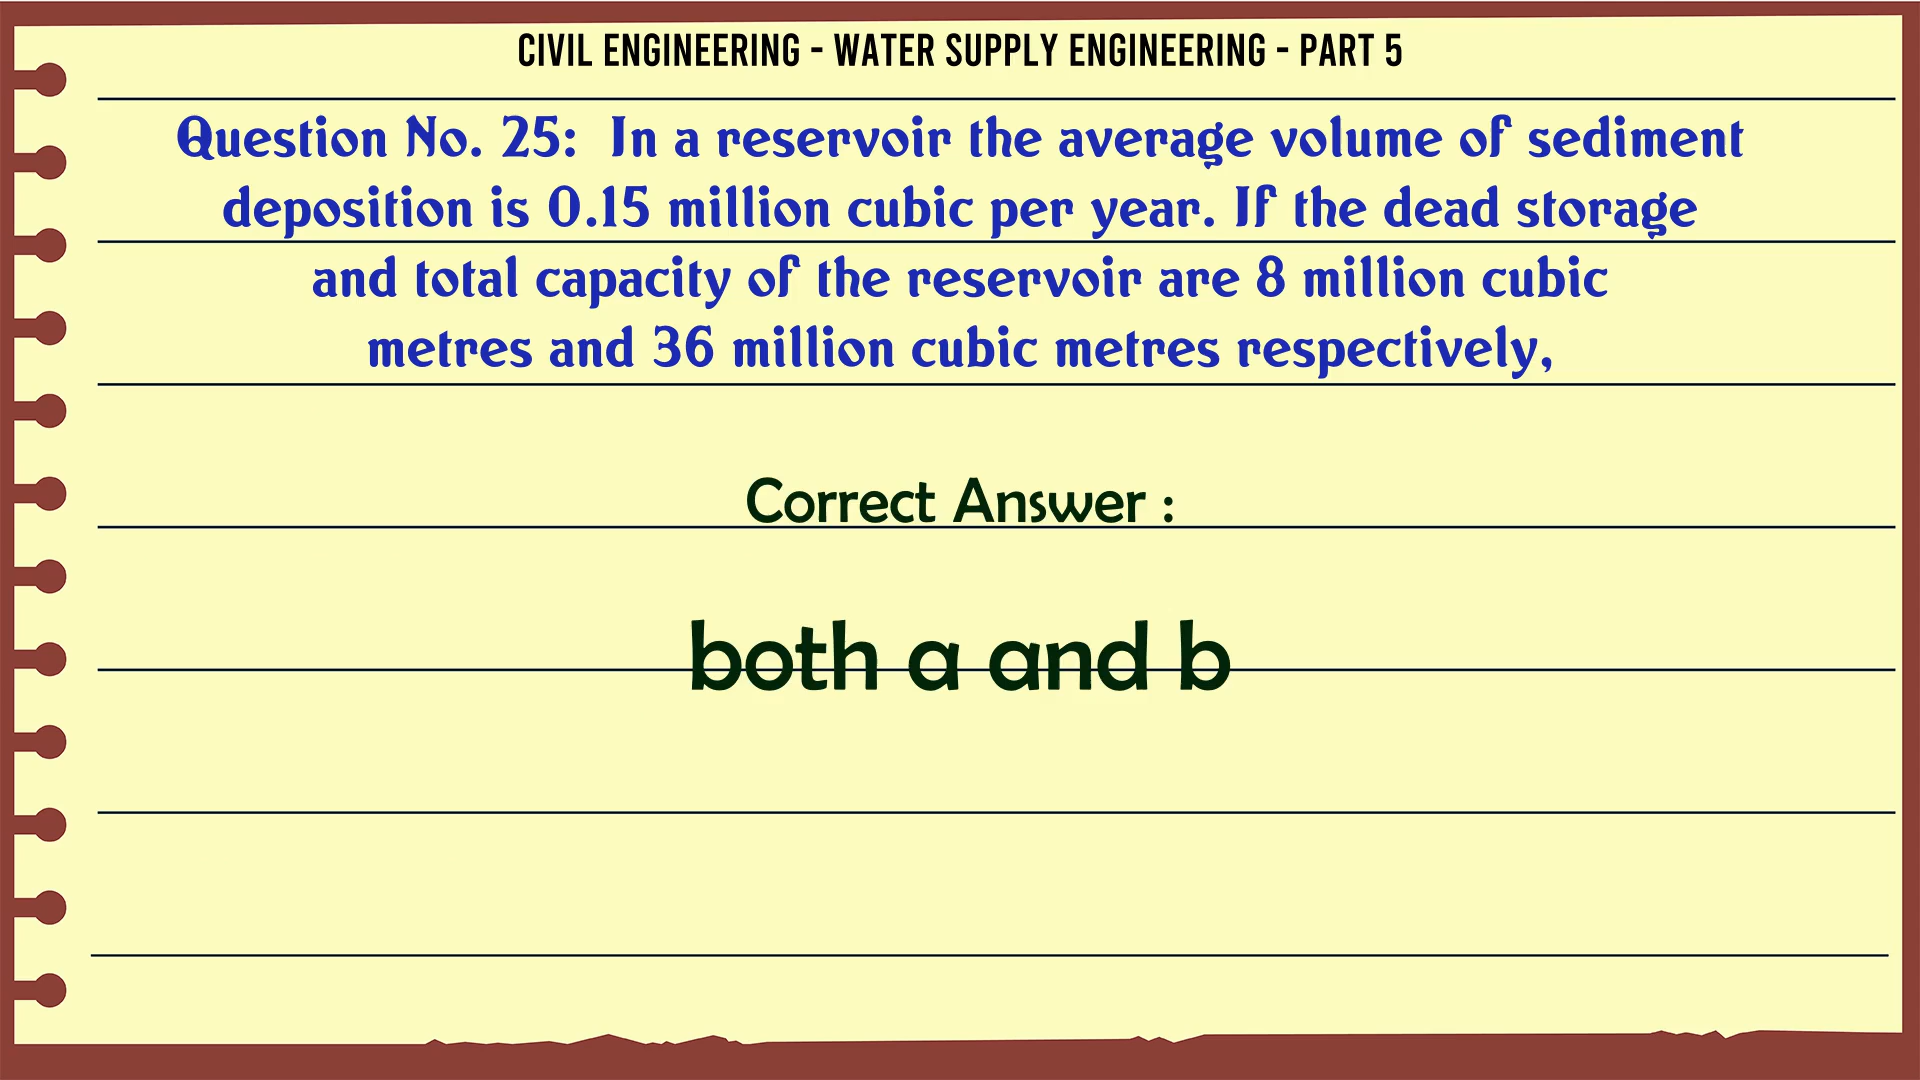 CIVIL ENGINEERING - WATER SUPPLY ENGINEERING - PART 5
Question No. 25: In a reservoir the average volume of sediment
deposition is 0.15 million cubic per year. If the dead storage
and total capacity of the reservoir are 8 million cubic
metres and 36 million cubic metres respectively,
Correct Answer :
both a and b